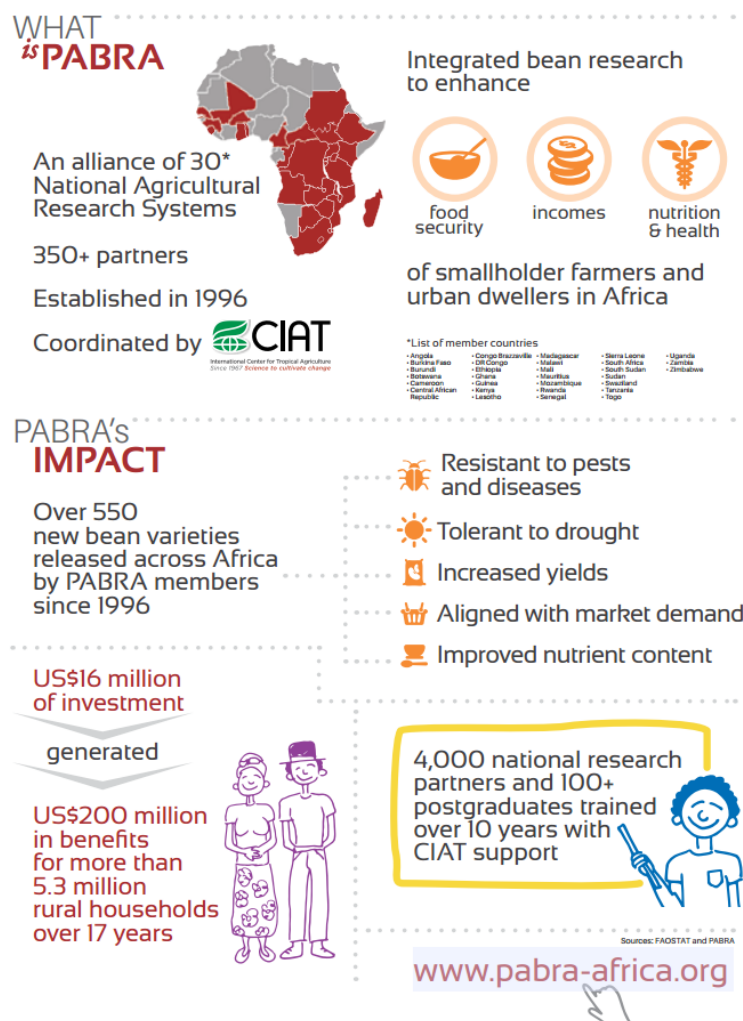 WHAT
is PABRA
An alliance of 30*
National Agricultural
Research Systems
350+ partners
Established in 1996
Coordinated by
CIAT
International Center for Tropical Agriculture
Since 1967 Science to cultivate change
Integrated bean research
to enhance
food
security
incomes
nutrition
& health
of smallholder farmers and
urban dwellers in Africa
*List of member countries
• Angola
• Burkina Faso
• Burundi
• Botswana
• Cameroon
• Central African
Republic
• Congo Brazzaville
• DR Congo
• Ethiopia
• Ghana
• Guinea
• Kenya
• Lesotho
• Madagascar
• Malawi
• Mali
• Mauritius
• Mozambique
• Rwanda
• Senegal
• Sierra Leone
• South Africa
• South Sudan
• Sudan
• Swaziland
• Tanzania
• Togo
• Uganda
• Zambia
• Zimbabwe
PABRA's
IMPACT
Over 550
new bean varieties
released across Africa
by PABRA members
since 1996
Resistant to pests
and diseases
Tolerant to drought
Increased yields
Aligned with market demand
Improved nutrient content
US$16 million
of investment
generated
US$200 million
in benefits
for more than
5.3 million
rural households
over 17 years
4,000 national research
partners and 100+
postgraduates trained
over 10 years with
CIAT support
Sources: FAOSTAT and PABRA
www.pabra-africa.org